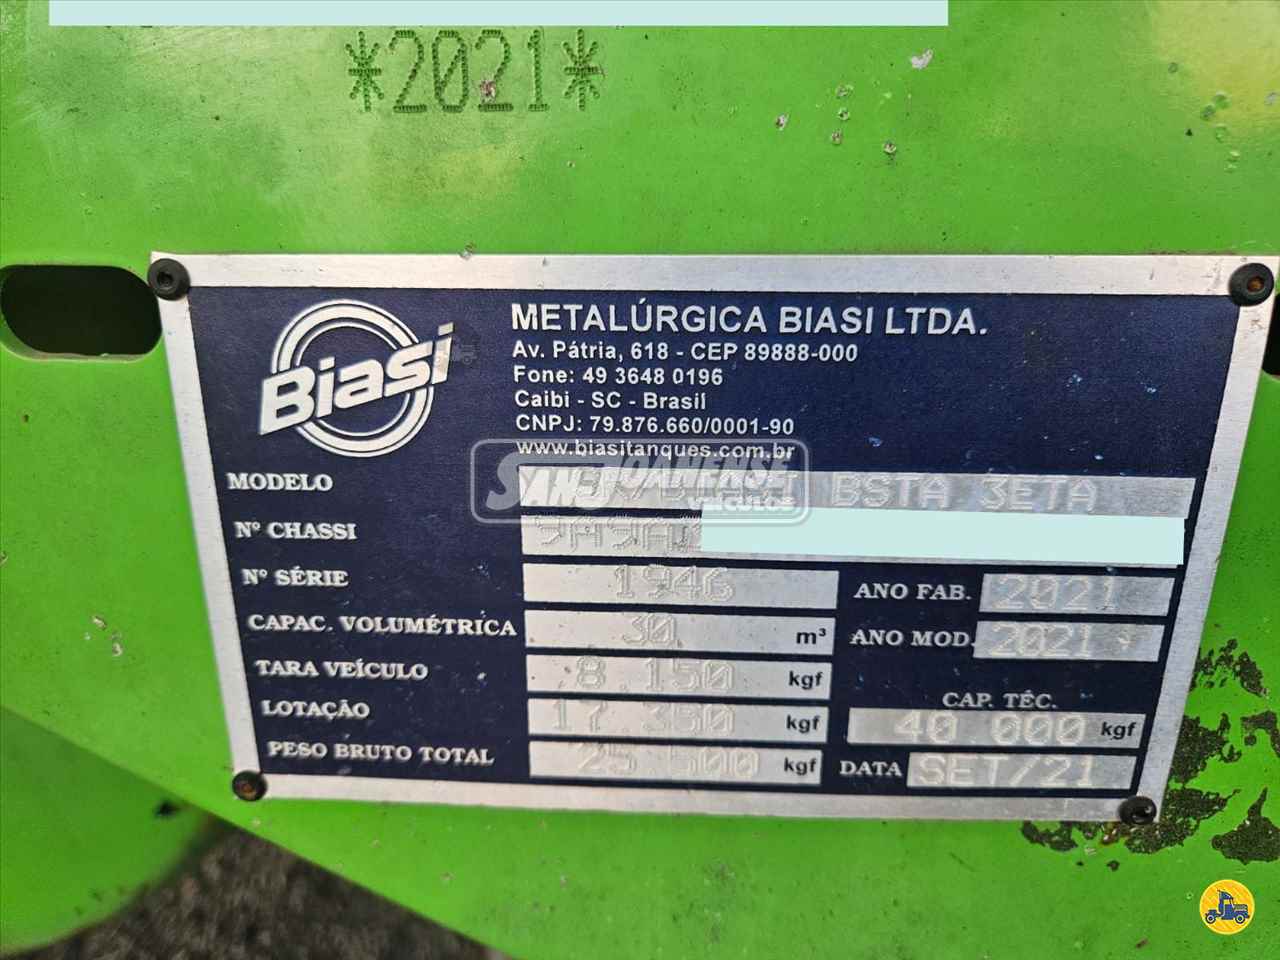 *2021*
Biasi
METALÚRGICA BIASI LTDA.
Av. Pátria, 618 - CEP 89888-000
Fone: 49 3648 0196
Caibi - SC - Brasil
CNPJ: 79.876.660/0001-90
www.biasitanques.com.br
SANJOANENSE
VEÍCULOS
MODELO BSTA 3ETA
Nº CHASSI 9A9A
Nº SÉRIE 1946 ANO FAB. 2021
CAPAC. VOLUMÉTRICA 30 m³ ANO MOD. 2021
TARA VEÍCULO 8.150 kgf
CAP. TÉC.
LOTAÇÃO 17.350 kgf 40 000 kgf
PESO BRUTO TOTAL 25 500 kgf DATA SET/21